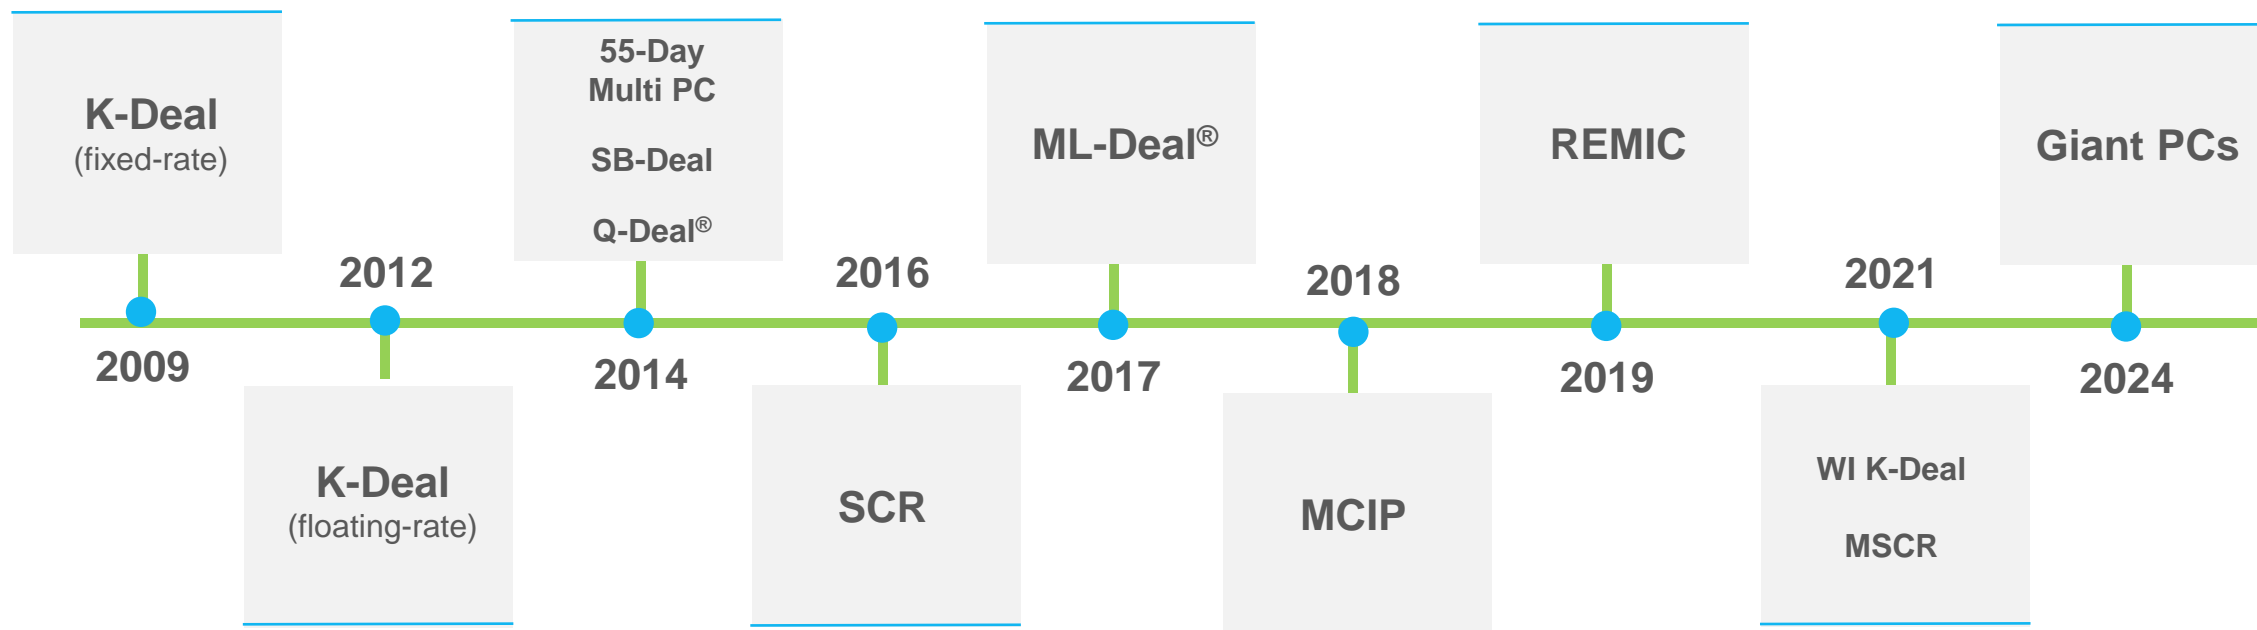 K-Deal
(fixed-rate)
2009
2012
K-Deal
(floating-rate)
55-Day
Multi PC
SB-Deal
Q-Deal®
2014
2016
SCR
ML-Deal®
2017
2018
MCIP
REMIC
2019
2021
WI K-Deal
MSCR
Giant PCs
2024